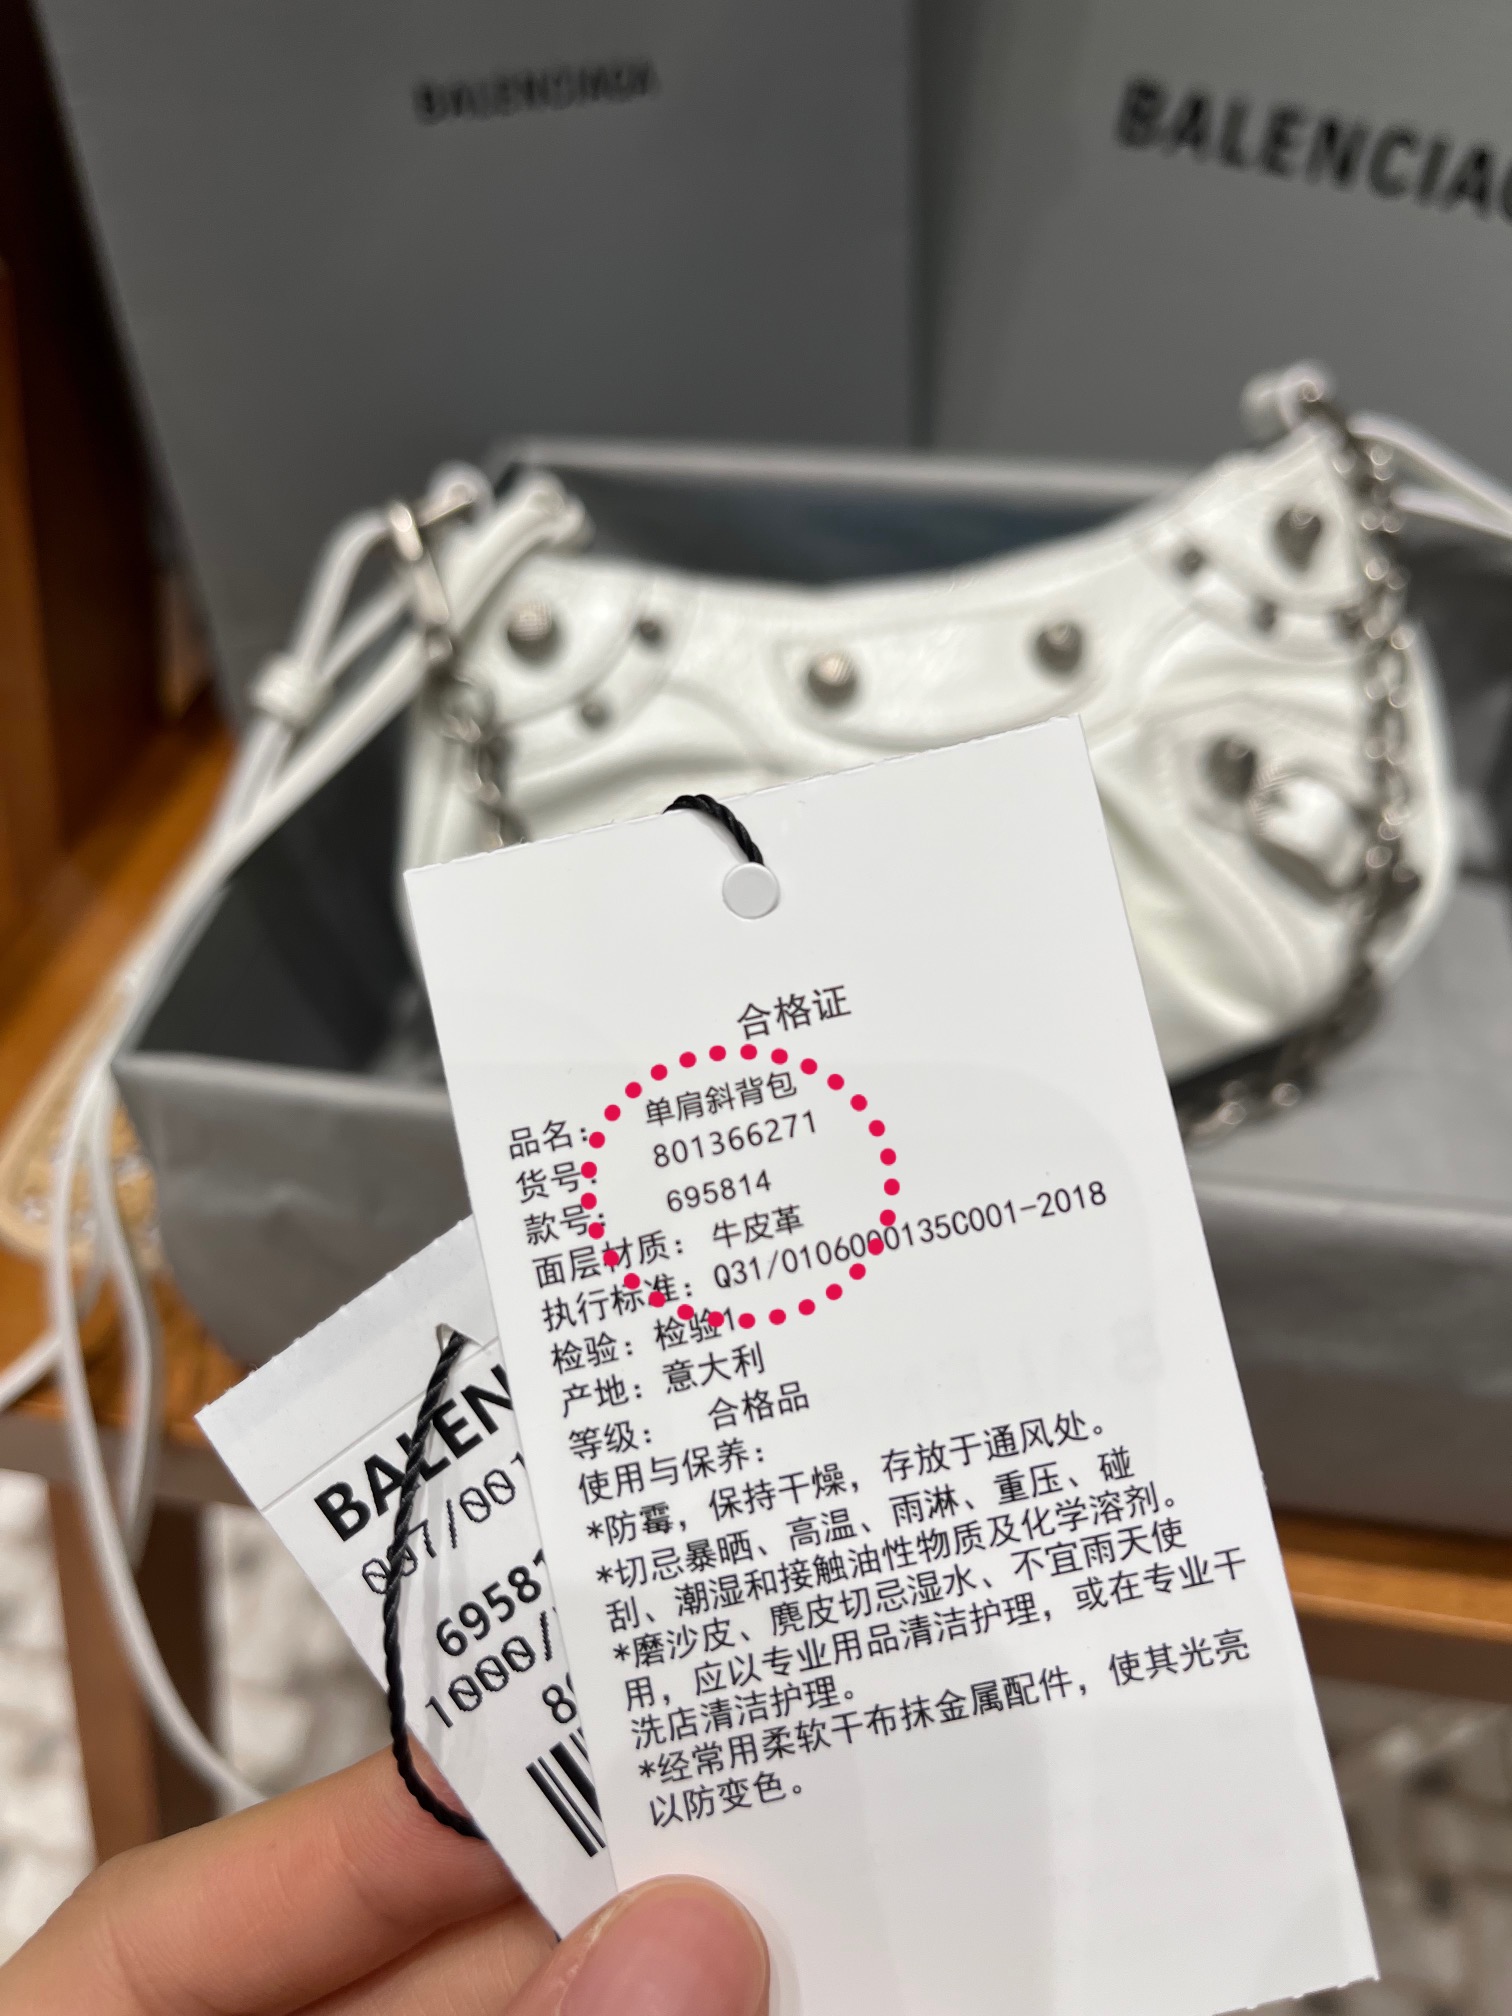 BALENCIAGA
BALENCIAG
合格证
品名: 单肩斜背包
货号: 801366271
款号: 695814
面层材质: 牛皮革
执行标准: Q31/0106000135C001-2018
检验: 检验1
产地: 意大利
等级: 合格品
使用与保养:
*防霉, 保持干燥, 存放于通风处。
*切忌暴晒、高温、雨淋、重压、碰
刮、潮湿和接触油性物质及化学溶剂。
*磨沙皮、麂皮切忌湿水、不宜雨天使
用, 应以专业用品清洁护理, 或在专业干
洗店清洁护理。
*经常用柔软干布抹金属配件, 使其光亮
以防变色。
BALEN
007/001
69581
1000/